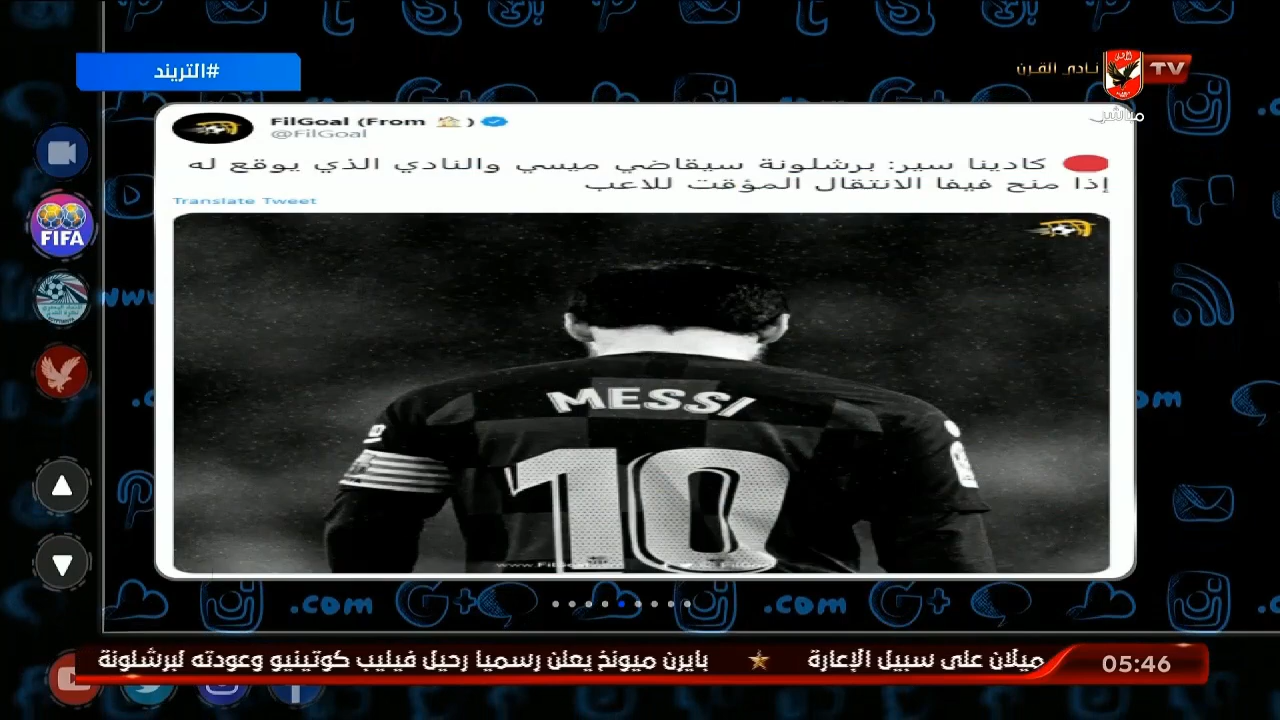 #التريند
نادي القرن
TV
مباشر
FilGoal (From 🏠)
@FilGoal
كادينا سير: برشلونة سيقاضي ميسي والنادي الذي يوقع له
إذا منح فيفا الانتقال المؤقت للاعب
Translate Tweet
FIFA
MESSI
10
.com
G+
.com
G+
ميلان على سبيل الإعارة
بايرن ميونخ يعلن رسميا رحيل فيليب كوتينيو وعودته لبرشلونة
05:46